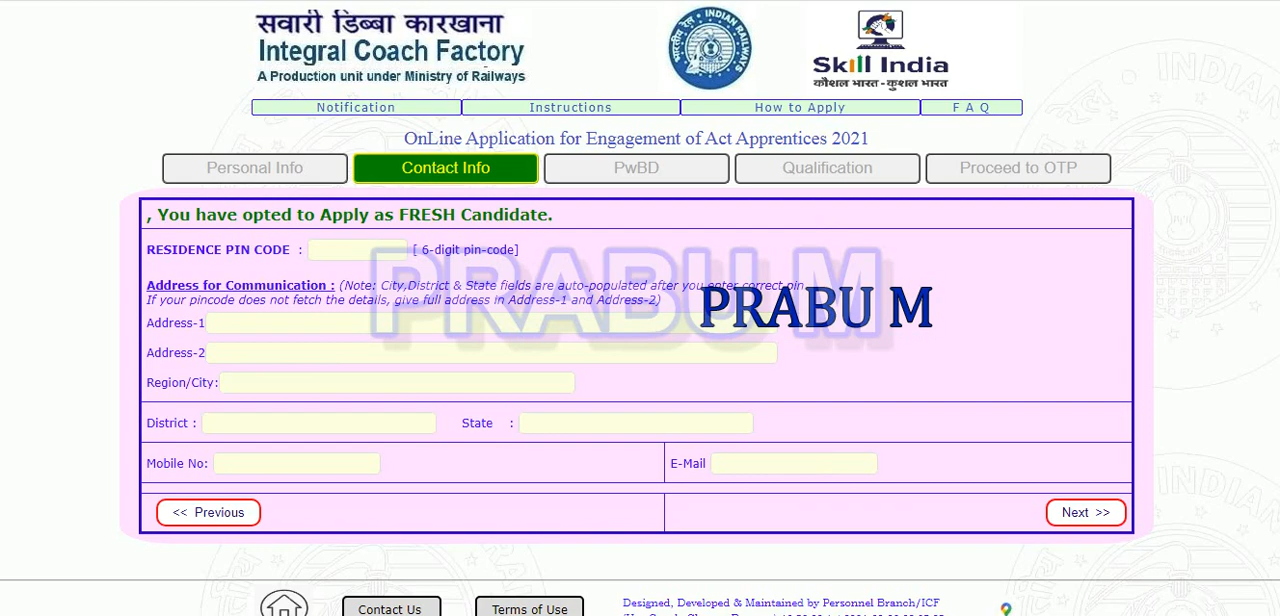 सवारी डिब्बा कारखाना
Integral Coach Factory
A Production unit under Ministry of Railways
भारतीय रेल INDIAN RAILWAYS
Skill India
कौशल भारत-कुशल भारत
Notification Instructions How to Apply F A Q
OnLine Application for Engagement of Act Apprentices 2021
Personal Info Contact Info PwBD Qualification Proceed to OTP
, You have opted to Apply as FRESH Candidate.
RESIDENCE PIN CODE : [ 6-digit pin-code]
PRABU M
Address for Communication : (Note: City,District & State fields are auto-populated after you enter correct pin
If your pincode does not fetch the details, give full address in Address-1 and Address-2)
PRABU M
Address-1
Address-2
Region/City:
District : State :
Mobile No: E-Mail
<< Previous Next >>
Contact Us Terms of Use Designed, Developed & Maintained by Personnel Branch/ICF
INDIAN
INDIAN